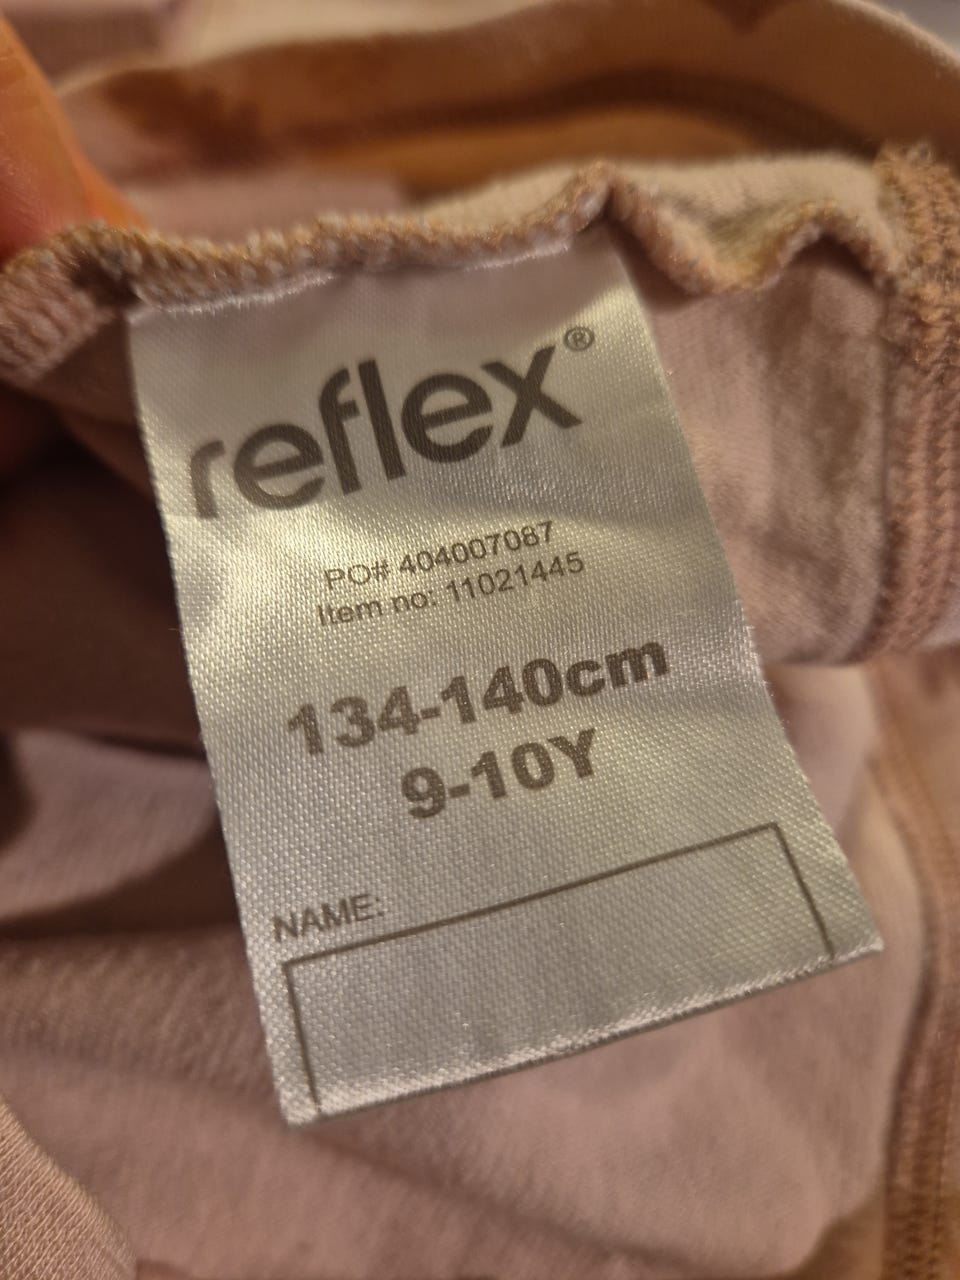 reflex®
PO# 404007087
Item no: 11021445
134-140cm
9-10Y
NAME: